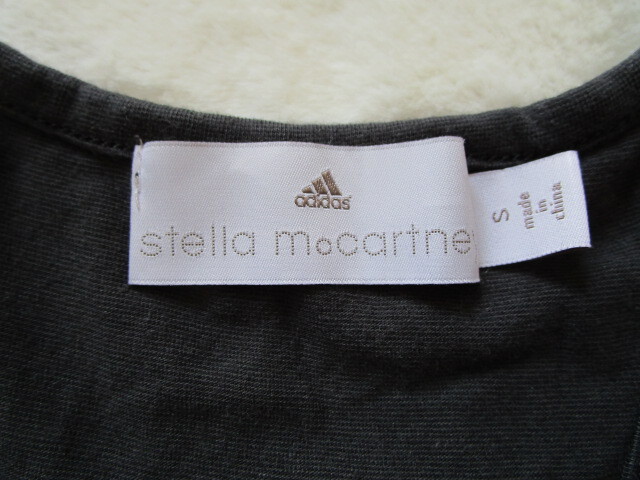 adidas
stella mccartne
S
made
in
china